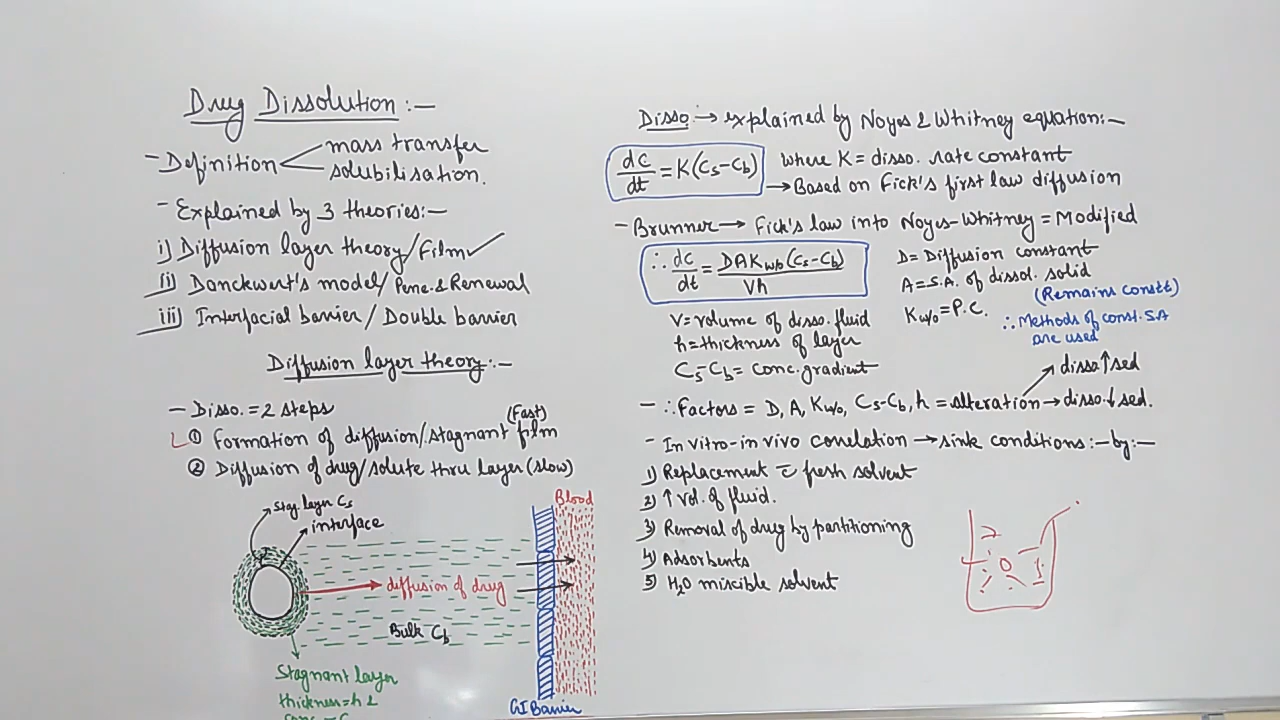 Drug Dissolution:-
- Definition < mass transfer
solubilisation.
- Explained by 3 theories:-
i) Diffusion layer theory/Film ✓
ii) Danckwert's model/Pene.& Renewal
iii) Interfacial barrier/Double barrier
Diffusion layer theory:-
- Disso.=2 steps
(Fast)
① Formation of diffusion/stagnant film
② Diffusion of drug/solute thru layer(slow)
Stag.layer Cs
interface
Blood
diffusion of drug
Bulk Cb
Stagnant layer
thickness=h &
GI Barrier
Disso → explained by Noyes & Whitney equation:-
dc/dt = K(Cs-Cb) where K= disso. rate constant
→ Based on Fick's first law diffusion
- Brunner → Fick's law into Noyes-Whitney = Modified
∴ dc/dt = DAKw/o(Cs-Cb)/Vh
D= Diffusion constant
A=S.A. of dissol. solid
(Remains constt)
Kw/o=P.C.
∴ Methods of const.S.A
are used
V=volume of disso.fluid
h=thickness of layer
Cs-Cb= conc.gradient
disso↑sed
- ∴ Factors = D, A, Kw/o, Cs-Cb, h = alteration → disso.↓sed.
- In vitro-in vivo correlation → sink conditions:- by:-
1) Replacement c̄ fresh solvent
2) ↑ Vol. of fluid.
3) Removal of drug by partitioning
4) Adsorbents
5) H₂O miscible solvent